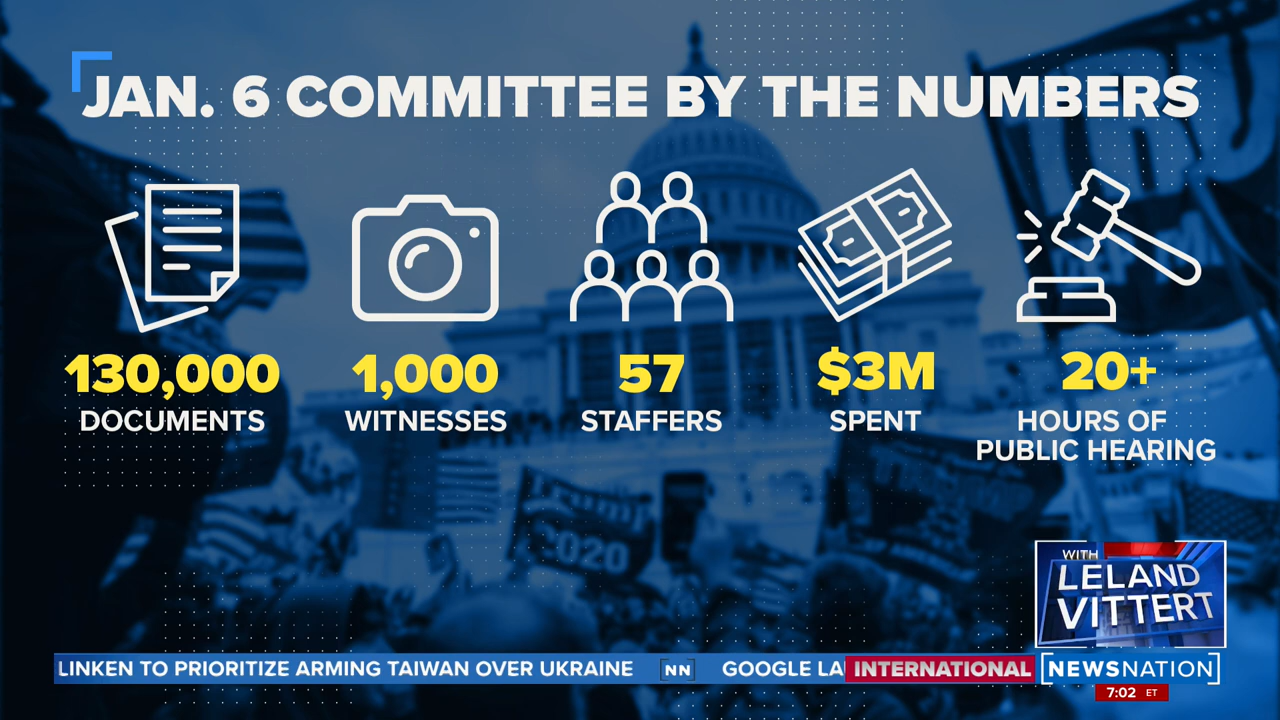 JAN. 6 COMMITTEE BY THE NUMBERS
130,000
DOCUMENTS
1,000
WITNESSES
57
STAFFERS
$3M
SPENT
20+
HOURS OF
PUBLIC HEARING
Trump
2020
WITH
LELAND
VITTERT
LINKEN TO PRIORITIZE ARMING TAIWAN OVER UKRAINE
NN
GOOGLE LA
INTERNATIONAL
NEWSNATION
7:02 ET